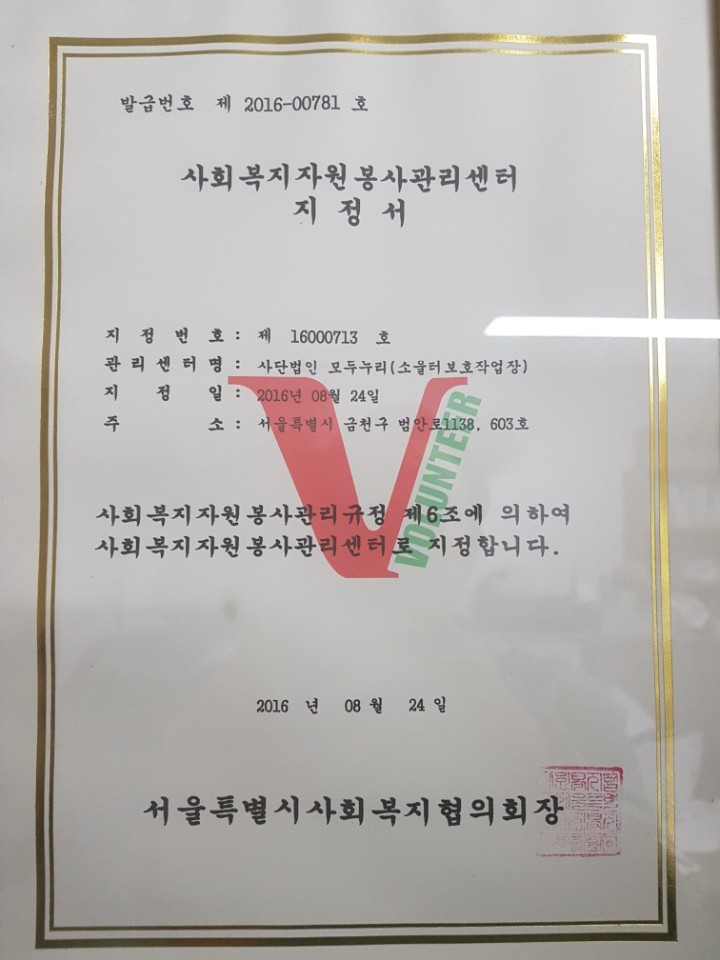 발급번호 제 2016-00781 호
사회복지자원봉사관리센터
지정서
지정번호 : 제 16000713 호
관리센터명 : 사단법인 모두누리(소울터보호작업장)
지정일 : 2016년 08월 24일
주소 : 서울특별시 금천구 범안로1138, 603호
VOLUNTEER
사회복지자원봉사관리규정 제6조에 의하여
사회복지자원봉사관리센터로 지정합니다.
2016 년 08 월 24 일
서울특별시사회복지협의회장